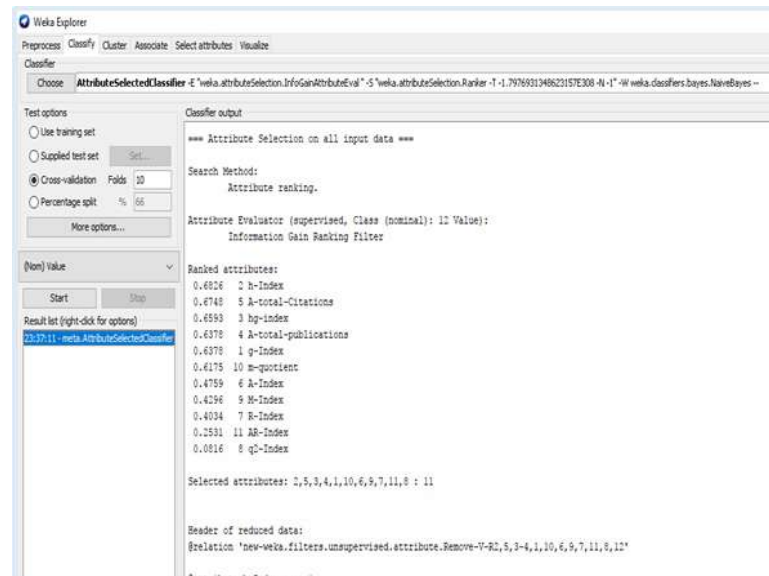 Weka Explorer
Preprocess Classify Cluster Associate Select attributes Visualize
Classifier
Choose AttributeSelectedClassifier -E "weka.attributeSelection.InfoGainAttributeEval " -S "weka.attributeSelection.Ranker -T -1.7976931348623157E308 -N -1" -W weka.classifiers.bayes.NaiveBayes --
Test options
Use training set
Supplied test set Set...
Cross-validation Folds 10
Percentage split % 66
More options...
(Nom) Value
Start Stop
Result list (right-click for options)
23:37:11 - meta.AttributeSelectedClassifier
Classifier output
=== Attribute Selection on all input data ===
Search Method:
Attribute ranking.
Attribute Evaluator (supervised, Class (nominal): 12 Value):
Information Gain Ranking Filter
Ranked attributes:
0.6826 2 h-Index
0.6748 5 A-total-Citations
0.6593 3 hg-index
0.6378 4 A-total-publications
0.6378 1 g-Index
0.6175 10 m-quotient
0.4759 6 A-Index
0.4296 9 M-Index
0.4034 7 R-Index
0.2531 11 AR-Index
0.0816 8 q2-Index
Selected attributes: 2,5,3,4,1,10,6,9,7,11,8 : 11
Header of reduced data:
@relation 'new-weka.filters.unsupervised.attribute.Remove-V-R2,5,3-4,1,10,6,9,7,11,8,12'